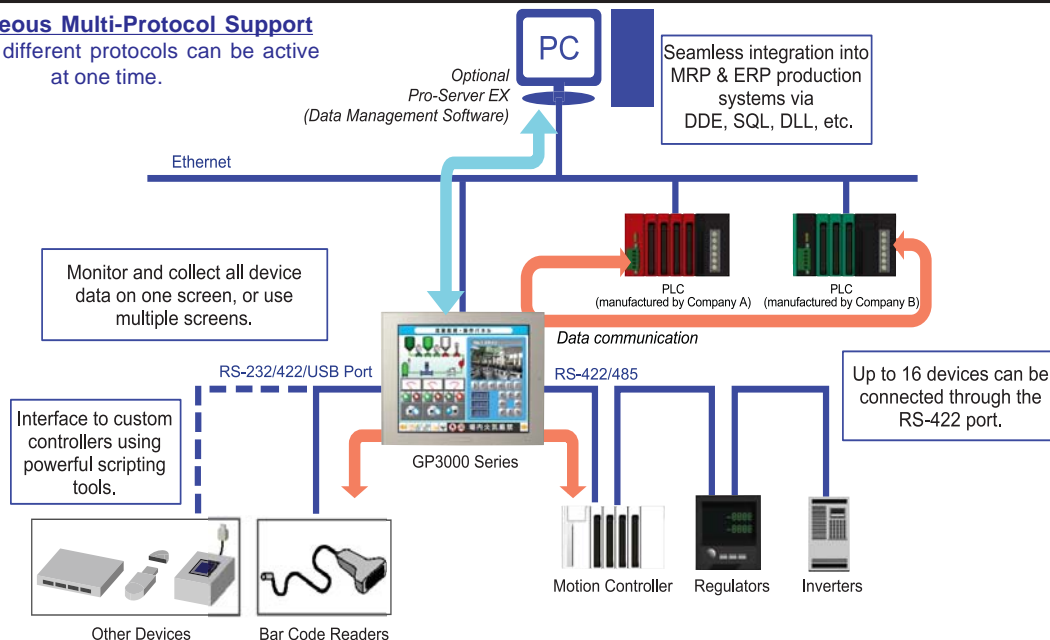 eous Multi-Protocol Support
different protocols can be active
at one time.
PC
Optional
Pro-Server EX
(Data Management Software)
Seamless integration into
MRP & ERP production
systems via
DDE, SQL, DLL, etc.
Ethernet
Monitor and collect all device
data on one screen, or use
multiple screens.
PLC
(manufactured by Company A)
PLC
(manufactured by Company B)
Data communication
RS-232/422/USB Port
RS-422/485
Up to 16 devices can be
connected through the
RS-422 port.
Interface to custom
controllers using
powerful scripting
tools.
GP3000 Series
Motion Controller
Regulators
Inverters
Other Devices
Bar Code Readers